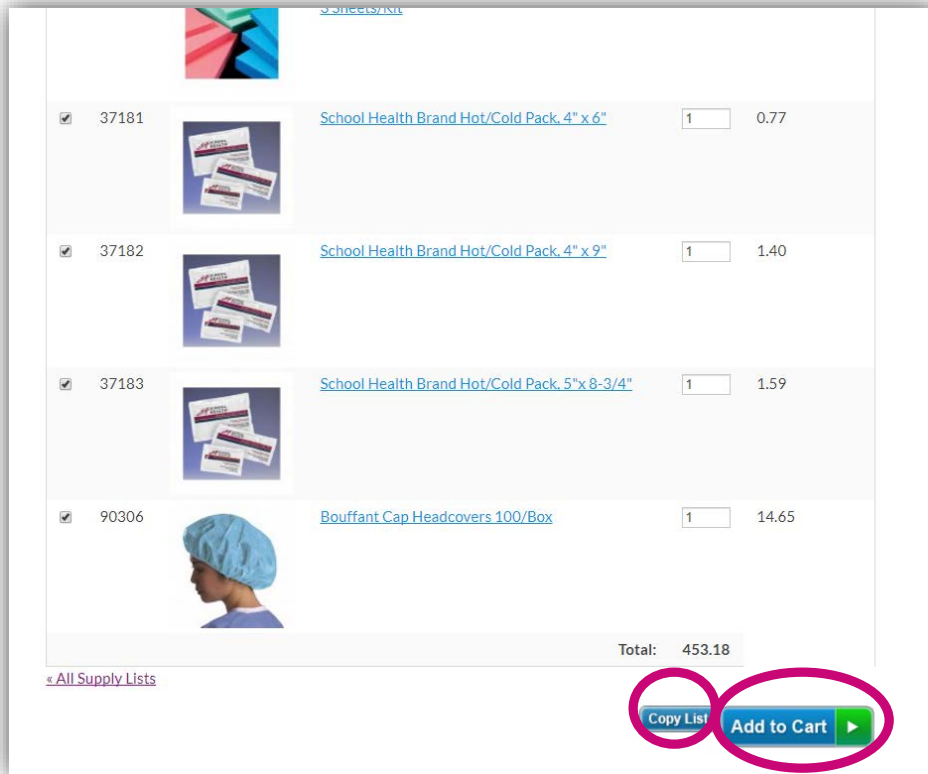 3 Sheets/Kit
37181 School Health Brand Hot/Cold Pack, 4" x 6" 1 0.77
37182 School Health Brand Hot/Cold Pack, 4" x 9" 1 1.40
37183 School Health Brand Hot/Cold Pack, 5"x 8-3/4" 1 1.59
90306 Bouffant Cap Headcovers 100/Box 1 14.65
Total: 453.18
« All Supply Lists
Copy List Add to Cart